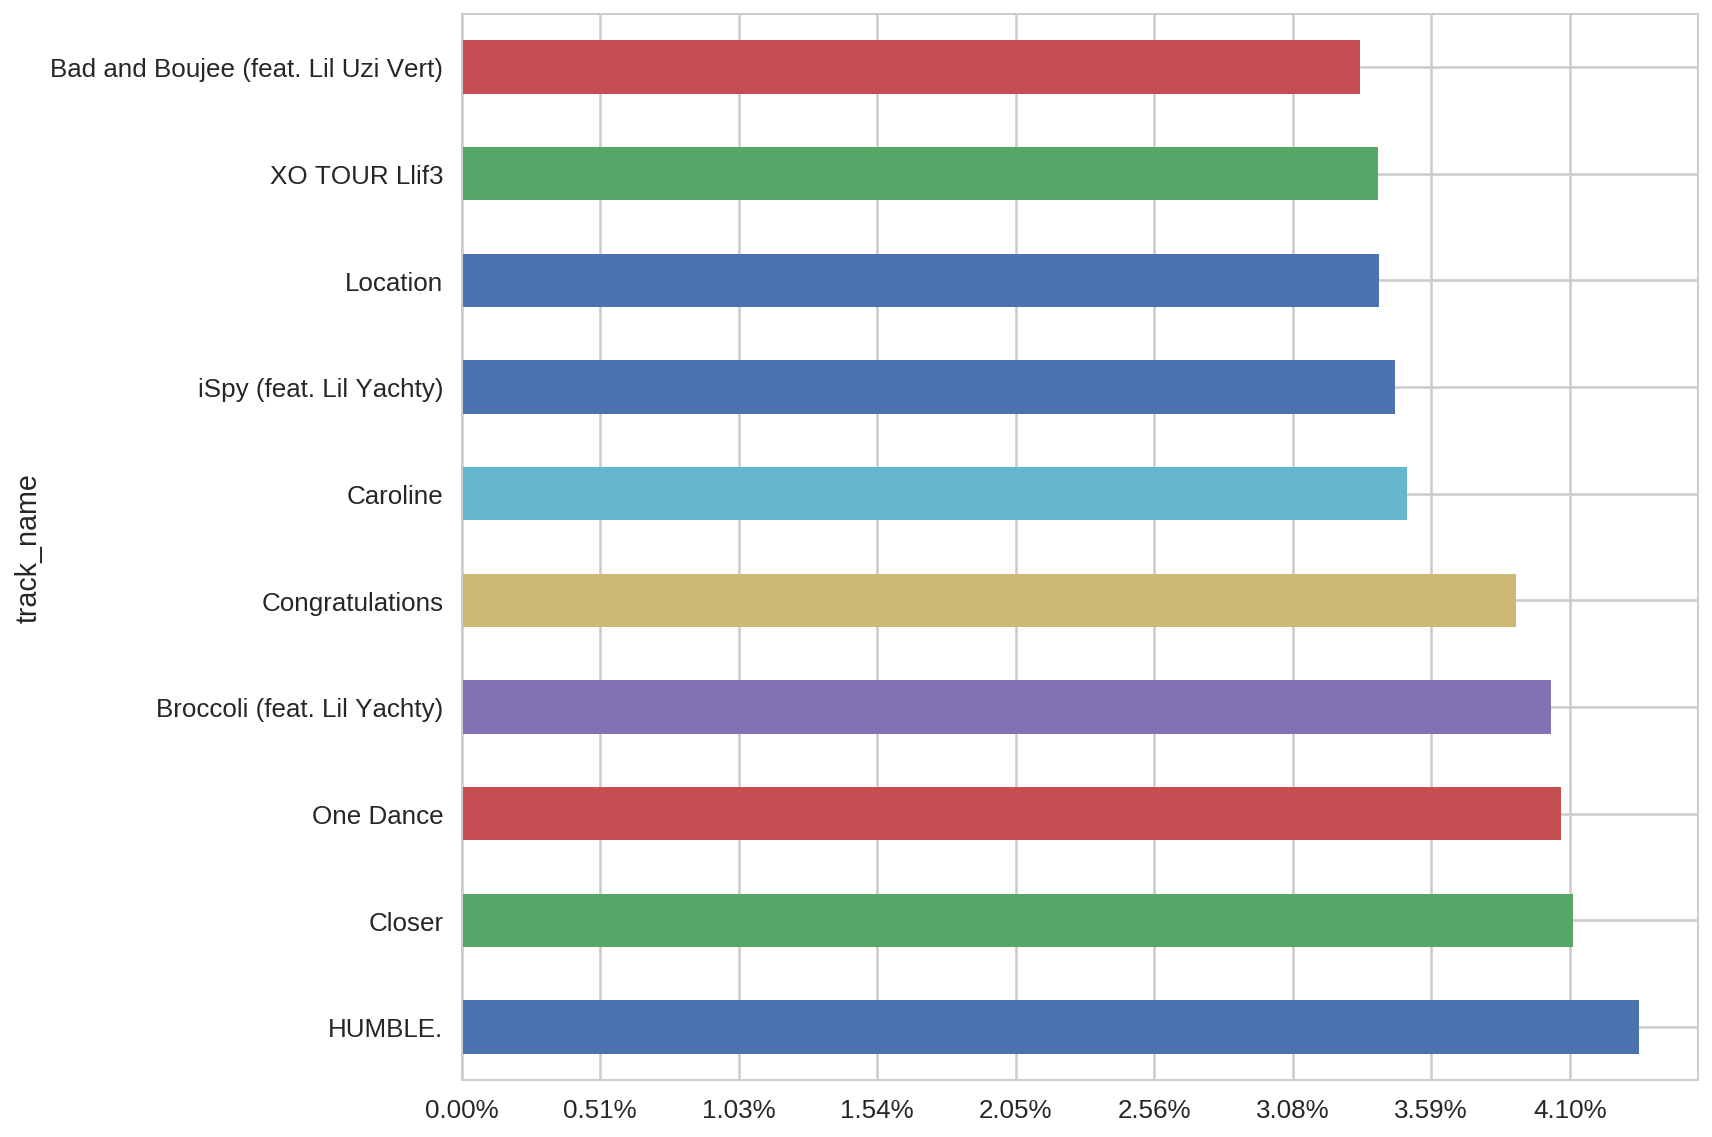 Bad and Boujee (feat. Lil Uzi Vert)
XO TOUR Llif3
Location
iSpy (feat. Lil Yachty)
Caroline
Congratulations
Broccoli (feat. Lil Yachty)
One Dance
Closer
HUMBLE.
track_name
0.00% 0.51% 1.03% 1.54% 2.05% 2.56% 3.08% 3.59% 4.10%